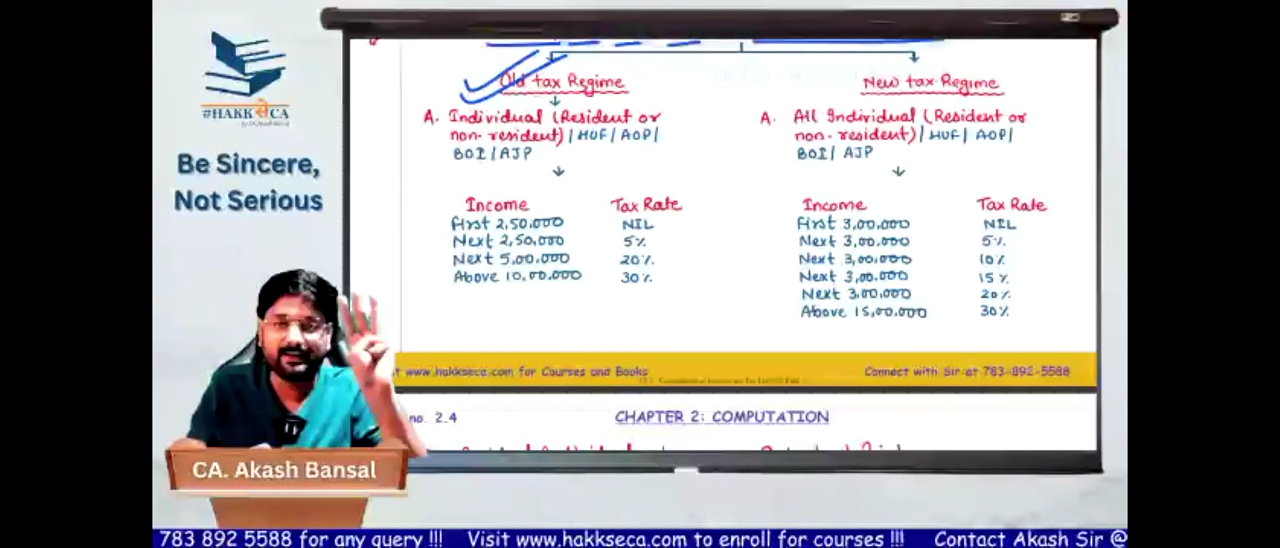 #HAKKसेCA
Be Sincere,
Not Serious
CA. Akash Bansal
Old tax Regime
A. Individual (Resident or
non-resident) / HUF / AOP /
BOI / AJP
Income Tax Rate
First 2,50,000 NIL
Next 2,50,000 5%
Next 5,00,000 20%
Above 10,00,000 30%
New tax Regime
A. All Individual (Resident or
non-resident) / HUF / AOP /
BOI / AJP
Income Tax Rate
First 3,00,000 NIL
Next 3,00,000 5%
Next 3,00,000 10%
Next 3,00,000 15%
Next 3,00,000 20%
Above 15,00,000 30%
www.hakkseca.com for Courses and Books Connect with Sir at 783-892-5588
no. 2.4 CHAPTER 2: COMPUTATION
783 892 5588 for any query !!! Visit www.hakkseca.com to enroll for courses !!! Contact Akash Sir @